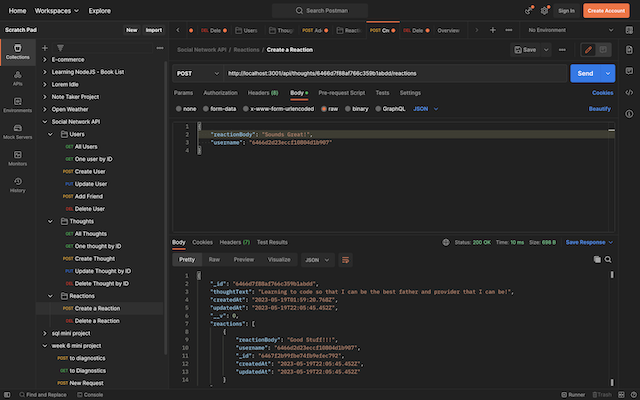 Home Workspaces Explore Search Postman Sign In Create Account
Scratch Pad New Import
Dele Users Thoug Ad Reacti Cr Dele Overview No Environment
Social Network API / Reactions / Create a Reaction Save
Collections
APIs
Environments
Mock Servers
Monitors
History
E-commerce
Learning NodeJS - Book List
Lorem Idle
Note Taker Project
Open Weather
Social Network API
Users
GET All Users
GET One user by ID
POST Create User
PUT Update User
POST Add Friend
DEL Delete User
Thoughts
GET All Thoughts
GET One thought by ID
POST Create Thought
PUT Update Thought by ID
DEL Delete Thought by ID
Reactions
POST Create a Reaction
DEL Delete a Reaction
sql mini project
week 6 mini project
POST to diagnostics
GET to Diagnostics
POST New Request
POST http://localhost:3001/api/thoughts/6466d7f88af766c359b1abdd/reactions Send
Params Authorization Headers (8) Body Pre-request Script Tests Settings Cookies
none form-data x-www-form-urlencoded raw binary GraphQL JSON Beautify
1 {
2 "reactionBody": "Sounds Great!",
3 "username": "6466d2d23eccf10804d1b907"
4 }
Body Cookies Headers (7) Test Results Status: 200 OK Time: 10 ms Size: 698 B Save Response
Pretty Raw Preview Visualize JSON
1 {
2 "_id": "6466d7f88af766c359b1abdd",
3 "thoughtText": "Learning to code so that I can be the best father and provider that I can be!",
4 "createdAt": "2023-05-19T01:59:20.768Z",
5 "updatedAt": "2023-05-19T22:05:45.452Z",
6 "__v": 0,
7 "reactions": [
8 {
9 "reactionBody": "Good Stuff!!!",
10 "username": "6466d2d23eccf10804d1b907",
11 "_id": "6467f2b99fbe74fb9efec792",
12 "createdAt": "2023-05-19T22:05:45.452Z",
13 "updatedAt": "2023-05-19T22:05:45.452Z"
14 }
Find and Replace Console Runner Trash